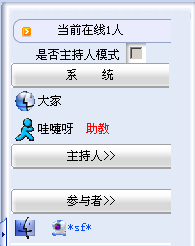 当前在线1人
是否主持人模式
系 统
大家
哇嚏呀 助教
主持人>>
参与者>>
*sf*